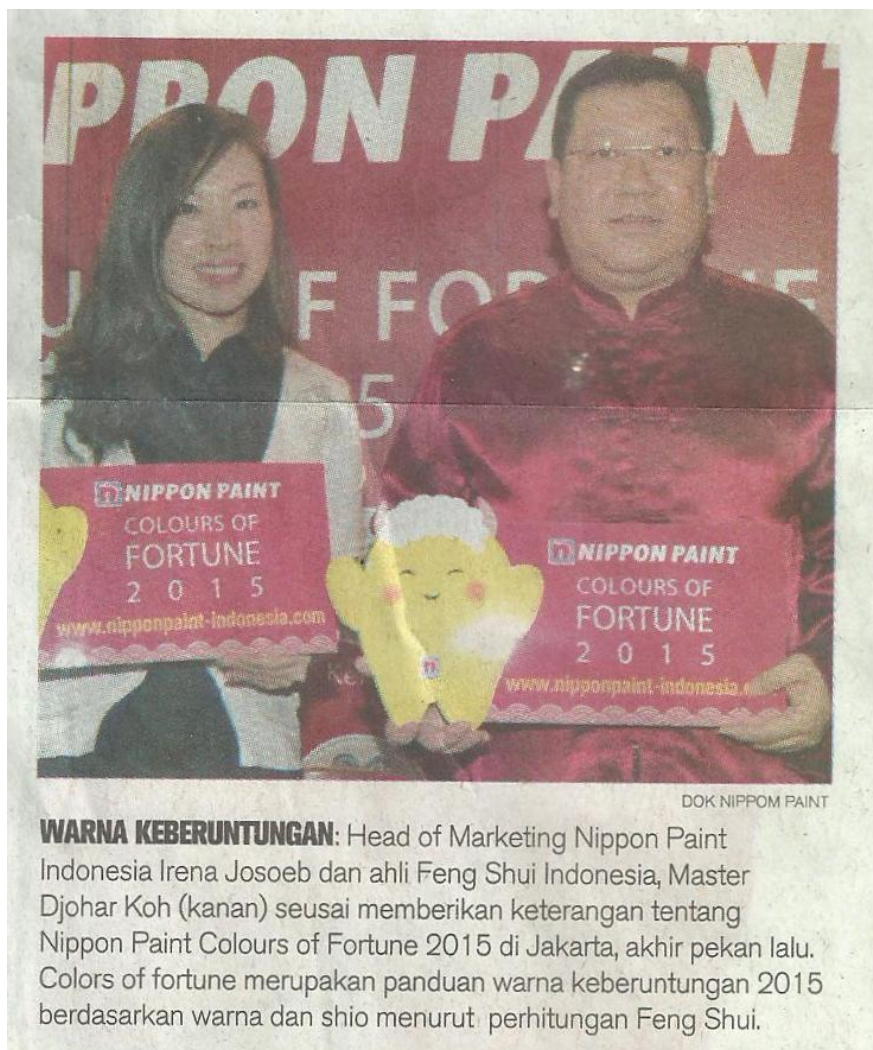 PPON PAINT
U F FOR E
5
NIPPON PAINT
COLOURS OF
FORTUNE
2 0 1 5
www.nipponpaint-indonesia.com
NIPPON PAINT
COLOURS OF
FORTUNE
2 0 1 5
www.nipponpaint-indonesia.
DOK NIPPOM PAINT
WARNA KEBERUNTUNGAN: Head of Marketing Nippon Paint
Indonesia Irena Josoeb dan ahli Feng Shui Indonesia, Master
Djohar Koh (kanan) seusai memberikan keterangan tentang
Nippon Paint Colours of Fortune 2015 di Jakarta, akhir pekan lalu.
Colors of fortune merupakan panduan warna keberuntungan 2015
berdasarkan warna dan shio menurut perhitungan Feng Shui.